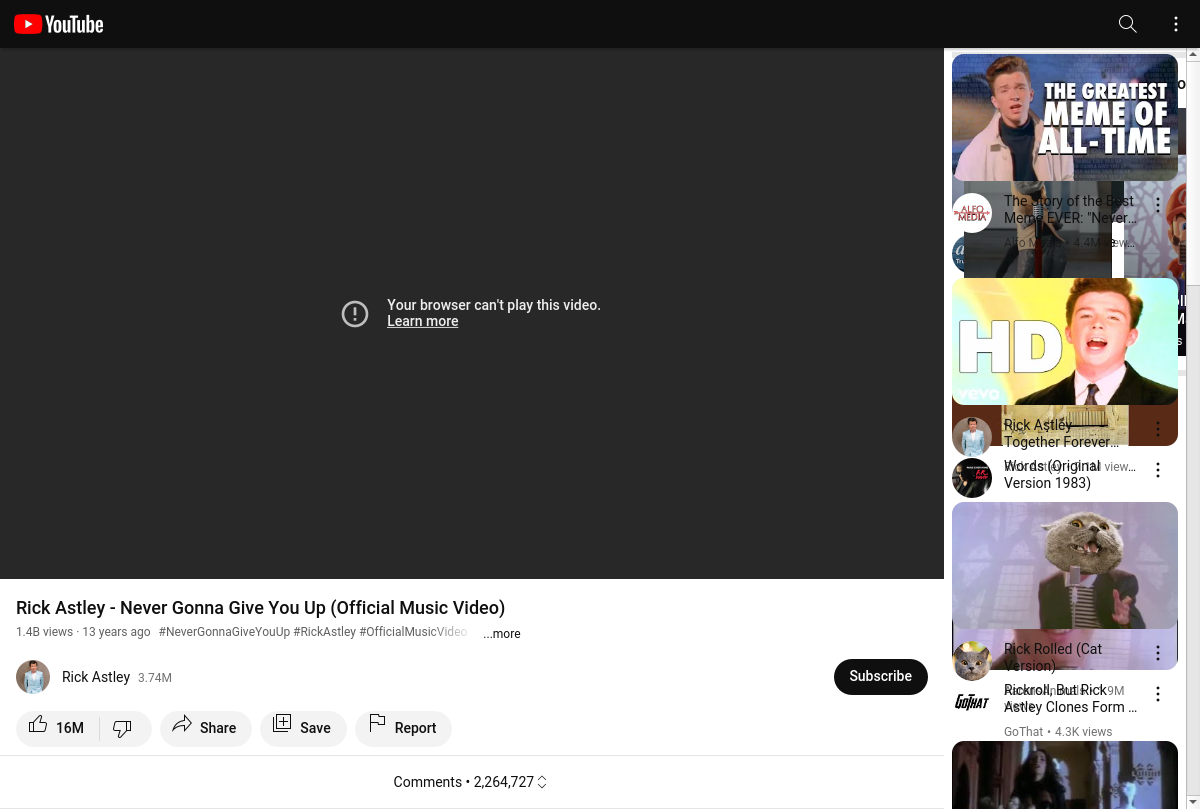 YouTube
Your browser can't play this video.
Learn more
Rick Astley - Never Gonna Give You Up (Official Music Video)
1.4B views · 13 years ago #NeverGonnaGiveYouUp #RickAstley #OfficialMusicVideo ...more
Rick Astley 3.74M
Subscribe
16M
Share
Save
Report
Comments • 2,264,727
THE GREATEST
MEME OF
ALL-TIME
ALFO
MEDIA
The Story of the Best
Meme EVER: "Never…
HD
vevo
Rick Astley
Together Forever…
Words (Original
Version 1983)
Rick Rolled (Cat
Version)
Rickroll, But Rick
Astley Clones Form …
GoTHAT
GoThat • 4.3K views